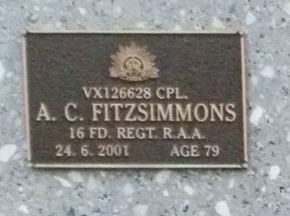 VX126628 CPL.
A. C. FITZSIMMONS
16 FD. REGT. R.A.A.
24. 6. 2001 AGE 79